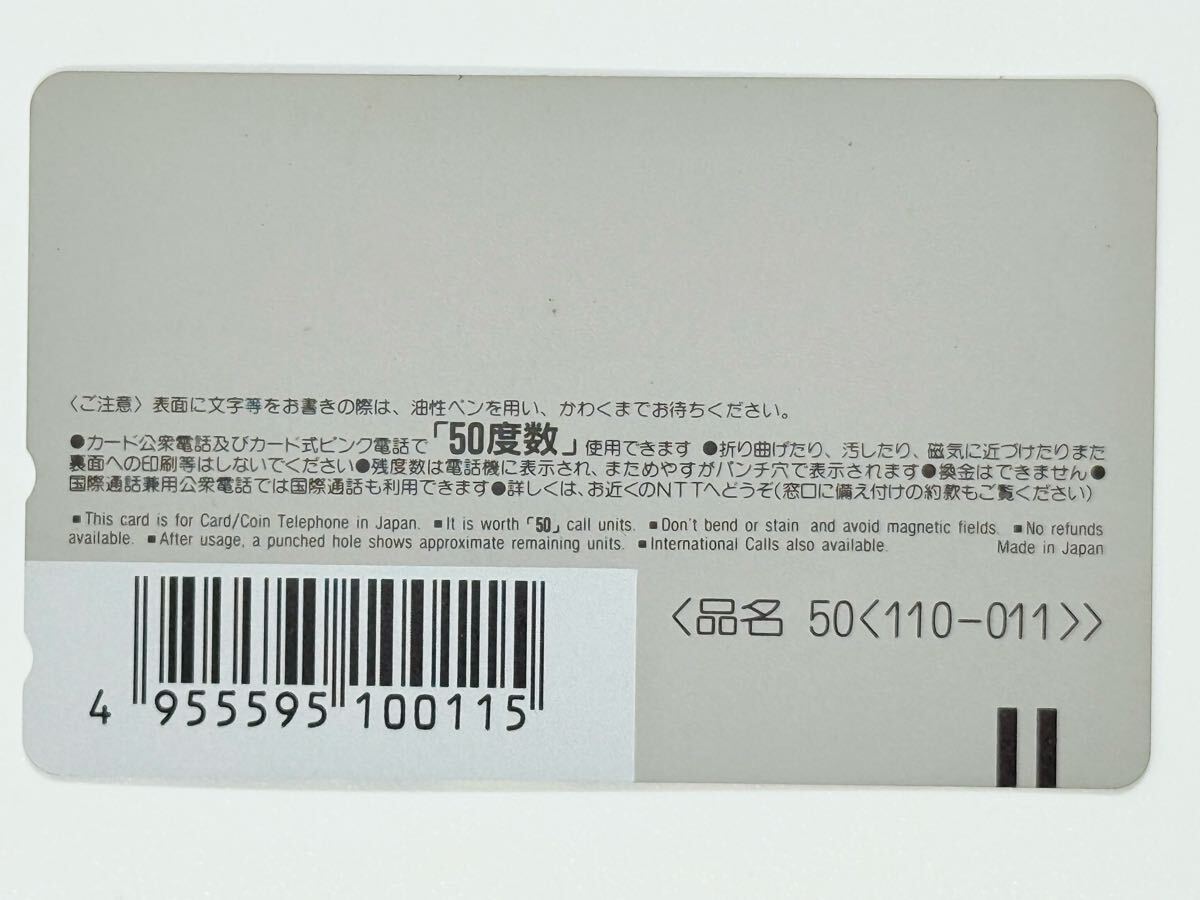 〈ご注意〉表面に文字等をお書きの際は、油性ペンを用い、かわくまでお待ちください。
●カード公衆電話及びカード式ピンク電話で「50度数」使用できます ●折り曲げたり、汚したり、磁気に近づけたりまた
裏面への印刷等はしないでください●残度数は電話機に表示され、まためやすがパンチ穴で表示されます●換金はできません●
国際通話兼用公衆電話では国際通話も利用できます●詳しくは、お近くのNTTへどうぞ(窓口に備え付けの約款もご覧ください)
■This card is for Card/Coin Telephone in Japan. ■It is worth「50」call units. ■Don't bend or stain and avoid magnetic fields. ■No refunds
available. ■After usage, a punched hole shows approximate remaining units. ■International Calls also available. Made in Japan
〈品名 50〈110-011〉〉
4 955595 100115